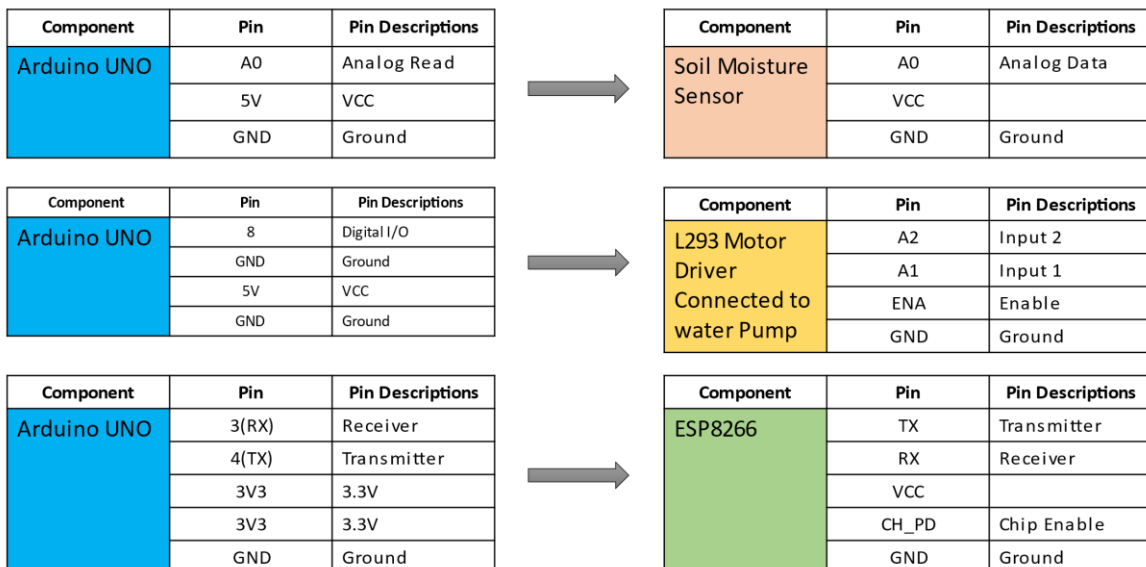 Component Pin Pin Descriptions
Arduino UNO A0 Analog Read
5V VCC
GND Ground
Component Pin Pin Descriptions
Soil Moisture Sensor A0 Analog Data
VCC
GND Ground
Component Pin Pin Descriptions
Arduino UNO 8 Digital I/O
GND Ground
5V VCC
GND Ground
Component Pin Pin Descriptions
L293 Motor Driver Connected to water Pump A2 Input 2
A1 Input 1
ENA Enable
GND Ground
Component Pin Pin Descriptions
Arduino UNO 3(RX) Receiver
4(TX) Transmitter
3V3 3.3V
3V3 3.3V
GND Ground
Component Pin Pin Descriptions
ESP8266 TX Transmitter
RX Receiver
VCC
CH_PD Chip Enable
GND Ground